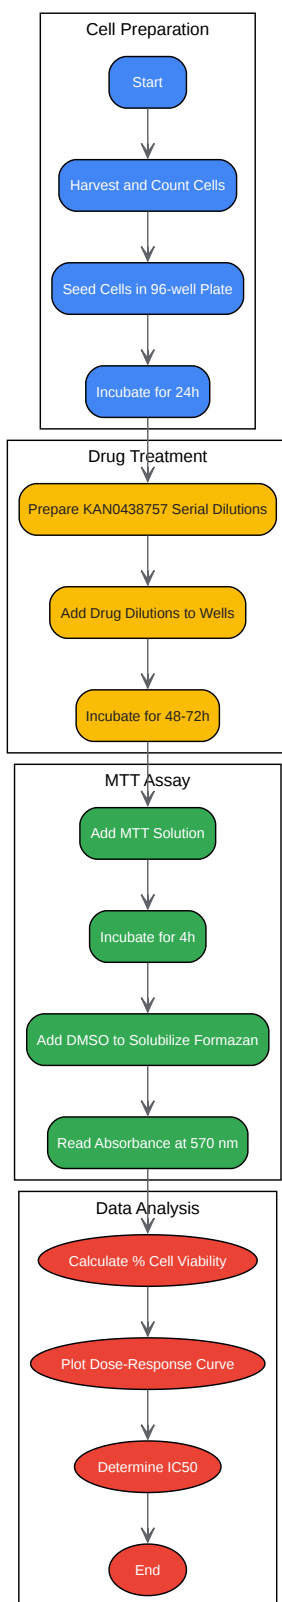 Cell Preparation
Start
Harvest and Count Cells
Seed Cells in 96-well Plate
Incubate for 24h
Drug Treatment
Prepare KAN0438757 Serial Dilutions
Add Drug Dilutions to Wells
Incubate for 48-72h
MTT Assay
Add MTT Solution
Incubate for 4h
Add DMSO to Solubilize Formazan
Read Absorbance at 570 nm
Data Analysis
Calculate % Cell Viability
Plot Dose-Response Curve
Determine IC50
End